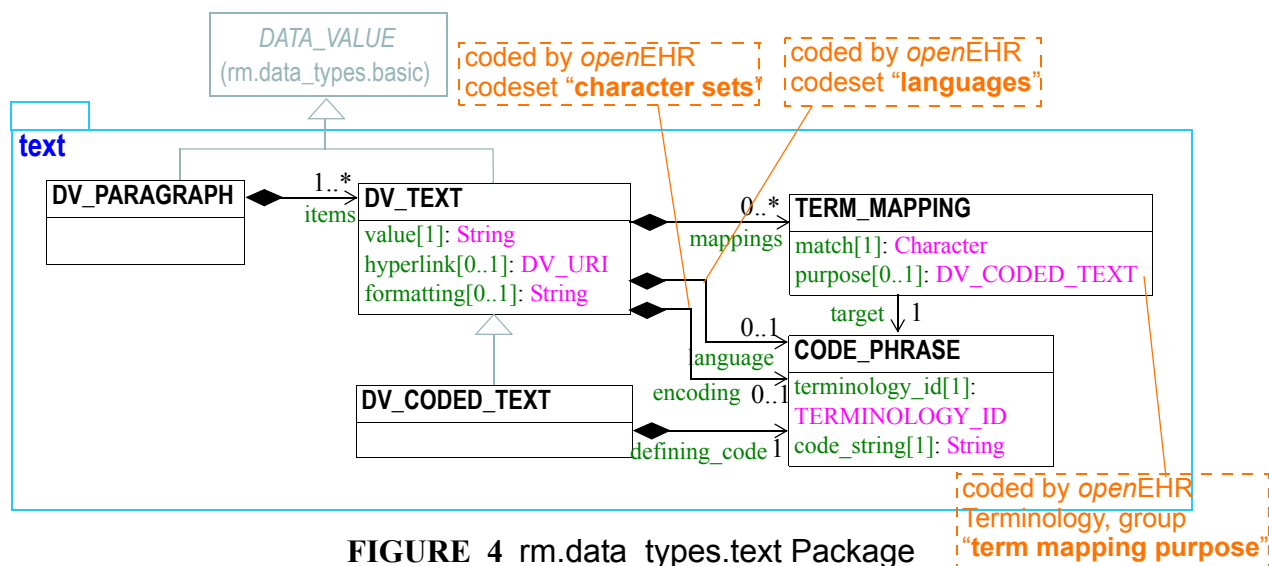 DATA_VALUE
(rm.data_types.basic)
coded by openEHR
codeset “character sets”
coded by openEHR
codeset “languages”
text
DV_PARAGRAPH
1..*
items
DV_TEXT
value[1]: String
hyperlink[0..1]: DV_URI
formatting[0..1]: String
0..*
mappings
TERM_MAPPING
match[1]: Character
purpose[0..1]: DV_CODED_TEXT
target
1
0..1
language
encoding
0..1
CODE_PHRASE
terminology_id[1]:
TERMINOLOGY_ID
code_string[1]: String
DV_CODED_TEXT
defining_code
1
coded by openEHR
Terminology, group
“term mapping purpose”
FIGURE 4 rm.data_types.text Package